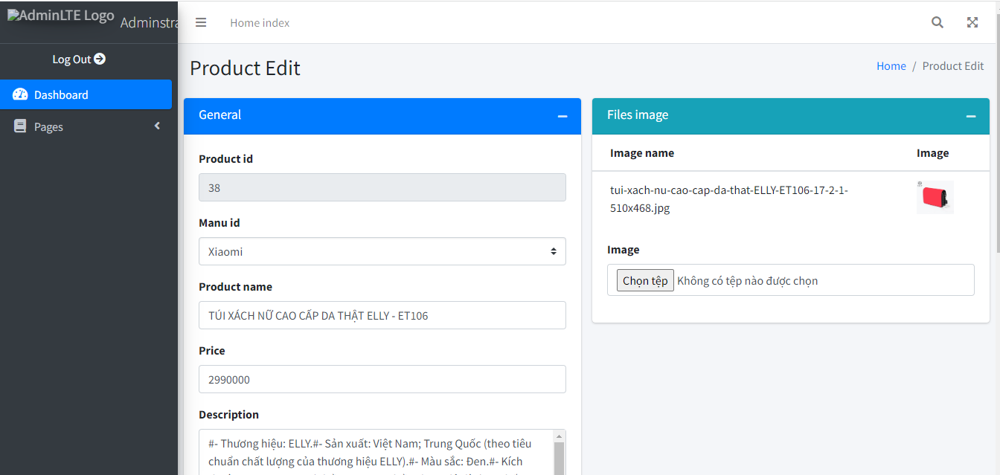 AdminLTE Logo
Adminstra
Home index
Log Out
Dashboard
Pages
Product Edit
Home / Product Edit
General
Product id
38
Manu id
Xiaomi
Product name
TÚI XÁCH NỮ CAO CẤP DA THẬT ELLY - ET106
Price
2990000
Description
#- Thương hiệu: ELLY.#- Sản xuất: Việt Nam; Trung Quốc (theo tiêu
chuẩn chất lượng của thương hiệu ELLY).#- Màu sắc: Đen.#- Kích
Files image
Image name Image
tui-xach-nu-cao-cap-da-that-ELLY-ET106-17-2-1-
510x468.jpg
Image
Chọn tệp Không có tệp nào được chọn